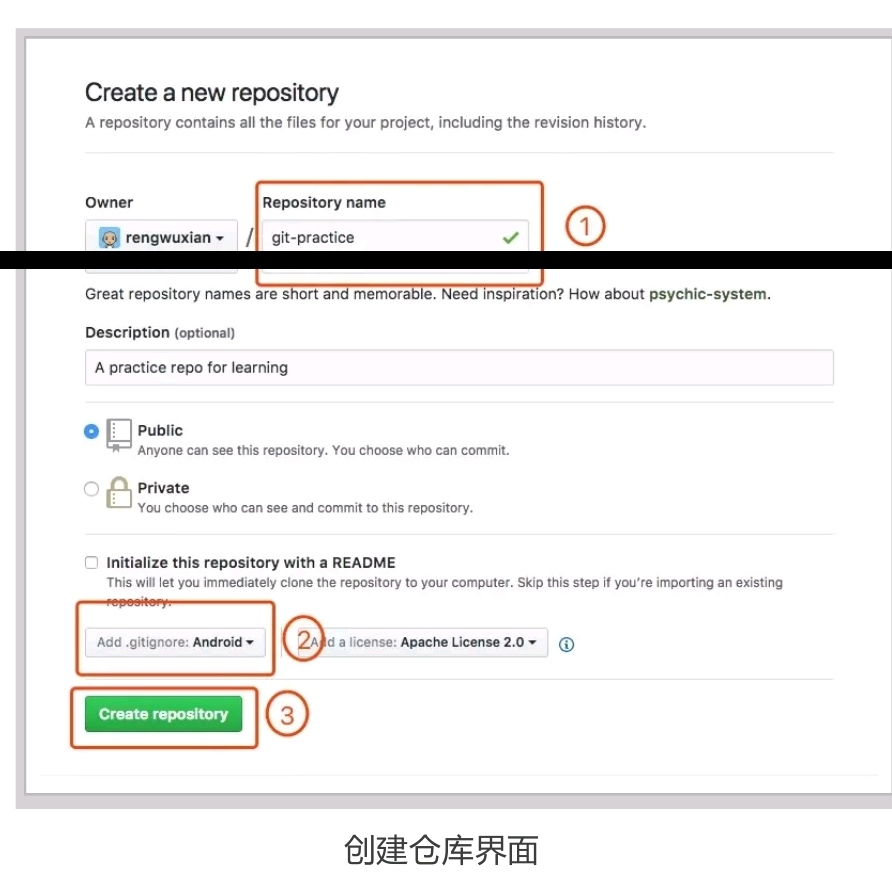 Create a new repository
A repository contains all the files for your project, including the revision history.
Owner
Repository name
rengwuxian
/
git-practice
1
Great repository names are short and memorable. Need inspiration? How about psychic-system.
Description (optional)
A practice repo for learning
Public
Anyone can see this repository. You choose who can commit.
Private
You choose who can see and commit to this repository.
Initialize this repository with a README
This will let you immediately clone the repository to your computer. Skip this step if you're importing an existing
repository.
Add .gitignore: Android
2
Add a license: Apache License 2.0
Create repository
3
创建仓库界面